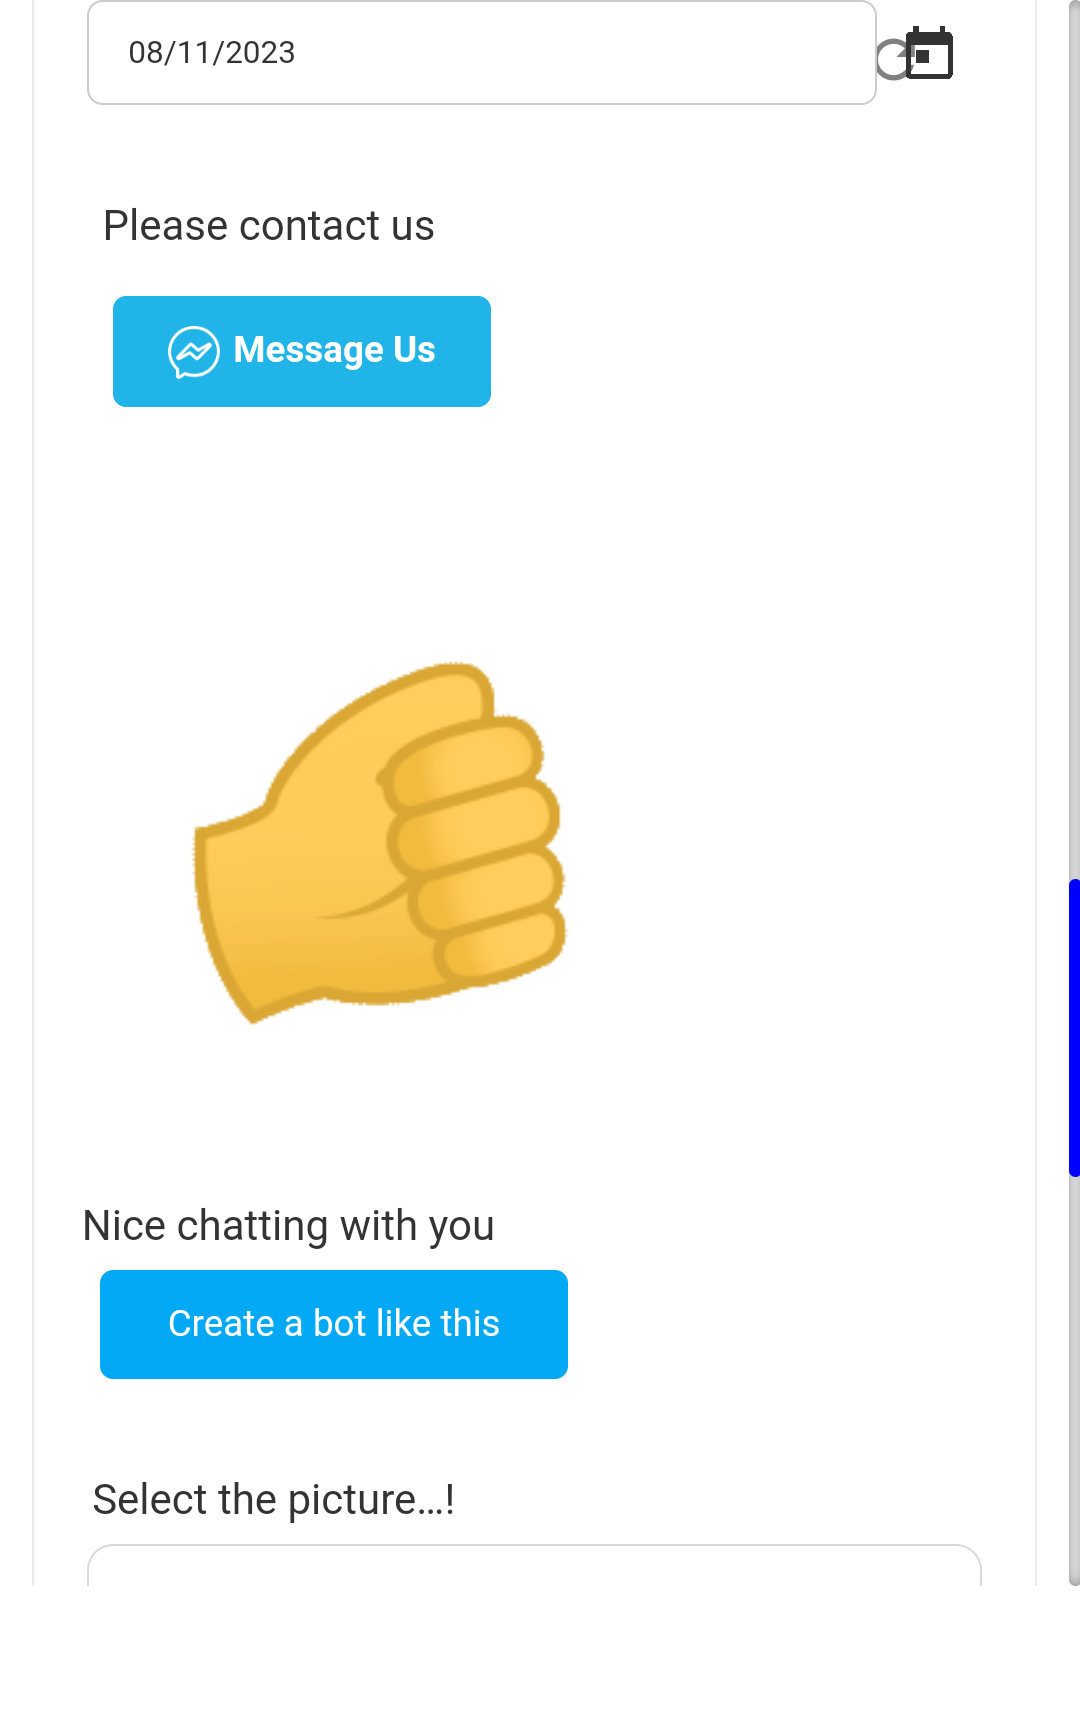 08/11/2023
Please contact us
Message Us
Nice chatting with you
Create a bot like this
Select the picture...!